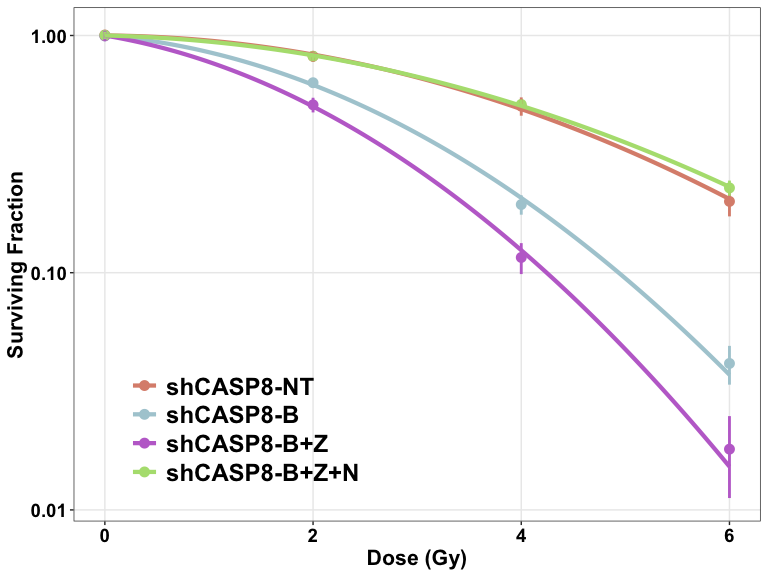 1.00
0.10
0.01
Surviving Fraction
shCASP8-NT
shCASP8-B
shCASP8-B+Z
shCASP8-B+Z+N
0 2 4 6
Dose (Gy)